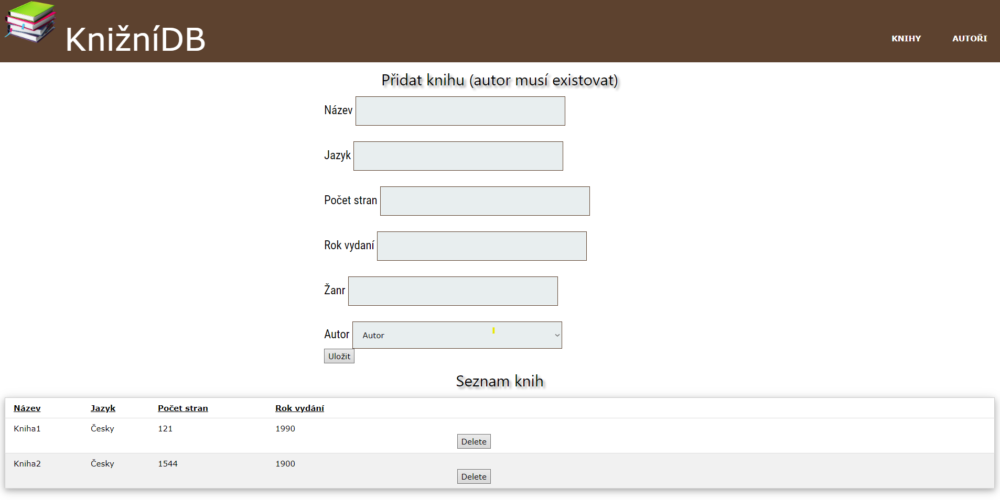 KnižníDB
KNIHY AUTOŘI
Přidat knihu (autor musí existovat)
Název
Jazyk
Počet stran
Rok vydaní
Žanr
Autor Autor
Uložit
Seznam knih
Název Jazyk Počet stran Rok vydání
Kniha1 Česky 121 1990
Delete
Kniha2 Česky 1544 1900
Delete